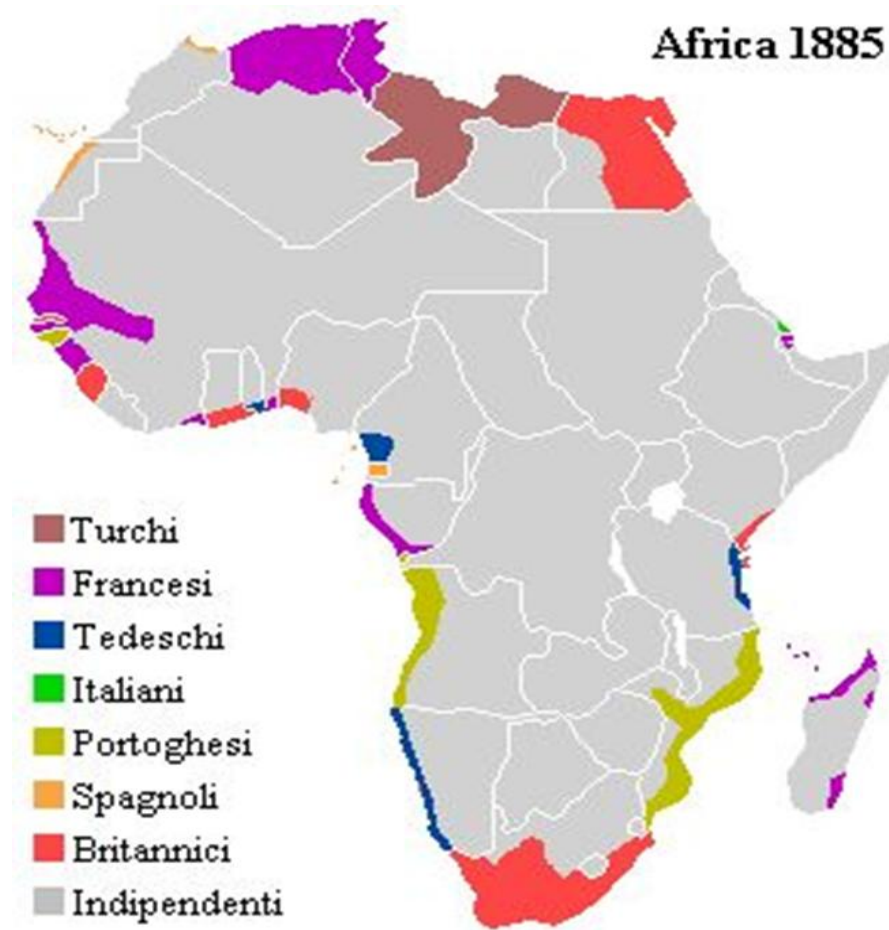 Africa 1885
Turchi
Francesi
Tedeschi
Italiani
Portoghesi
Spagnoli
Britannici
Indipendenti